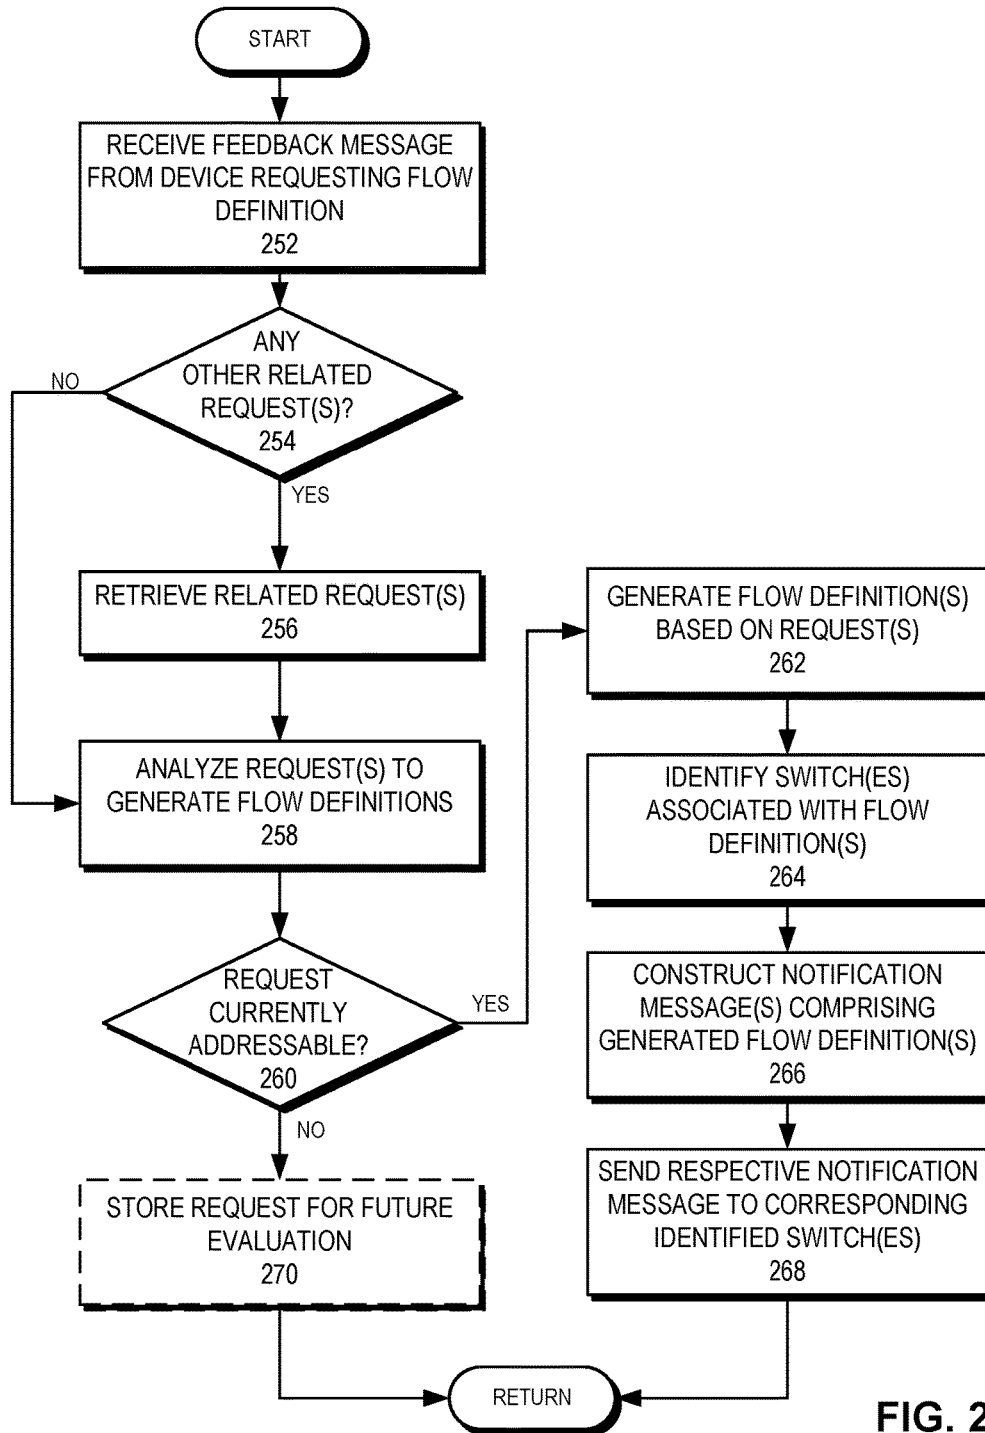 START
RECEIVE FEEDBACK MESSAGE
FROM DEVICE REQUESTING FLOW
DEFINITION
252
ANY
OTHER RELATED
REQUEST(S)?
254
NO
YES
RETRIEVE RELATED REQUEST(S)
256
ANALYZE REQUEST(S) TO
GENERATE FLOW DEFINITIONS
258
REQUEST
CURRENTLY
ADDRESSABLE?
260
YES
NO
STORE REQUEST FOR FUTURE
EVALUATION
270
GENERATE FLOW DEFINITION(S)
BASED ON REQUEST(S)
262
IDENTIFY SWITCH(ES)
ASSOCIATED WITH FLOW
DEFINITION(S)
264
CONSTRUCT NOTIFICATION
MESSAGE(S) COMPRISING
GENERATED FLOW DEFINITION(S)
266
SEND RESPECTIVE NOTIFICATION
MESSAGE TO CORRESPONDING
IDENTIFIED SWITCH(ES)
268
RETURN
FIG. 2